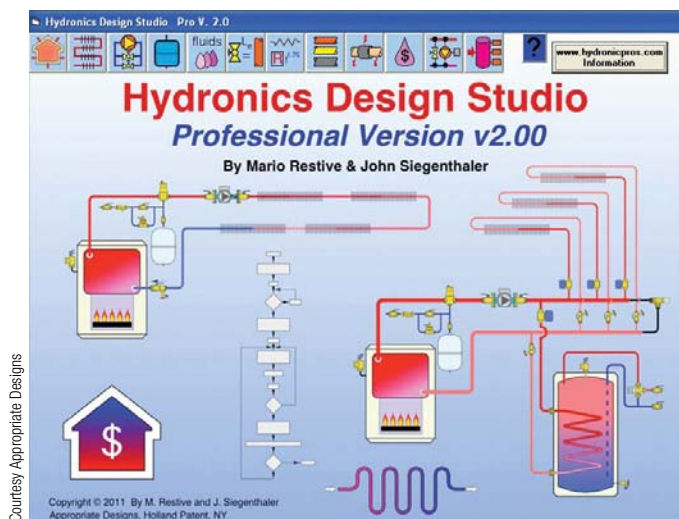 Hydronics Design Studio Pro V. 2.0
fluids
www.hydronicpros.com
Information
?
Hydronics Design Studio
Professional Version v2.00
By Mario Restive & John Siegenthaler
$
Copyright © 2011 By M. Restive and J. Siegenthaler
Appropriate Designs, Holland Patent, NY
Courtesy Appropriate Designs